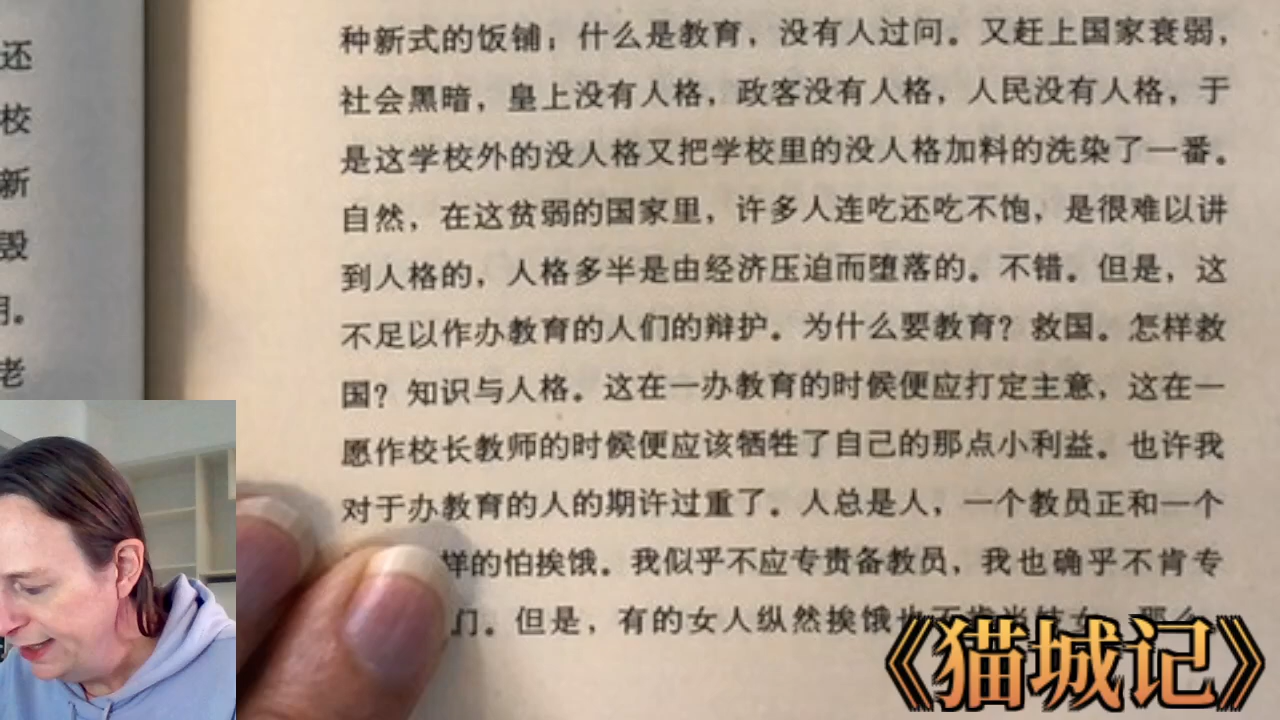 还
校
新
毁
老
种新式的饭铺；什么是教育，没有人过问。又赶上国家衰弱，
社会黑暗，皇上没有人格，政客没有人格，人民没有人格，于
是这学校外的没人格又把学校里的没人格加料的洗染了一番。
自然，在这贫弱的国家里，许多人连吃还吃不饱，是很难以讲
到人格的，人格多半是由经济压迫而堕落的。不错。但是，这
不足以作办教育的人们的辩护。为什么要教育？救国。怎样救
国？知识与人格。这在一办教育的时候便应打定主意，这在一
愿作校长教师的时候便应该牺牲了自己的那点小利益。也许我
对于办教育的人的期许过重了。人总是人，一个教员正和一个
样的怕挨饿。我似乎不应专责备教员，我也确乎不肯专
们。但是，有的女人纵然挨饿也不肯当妓女，那么
《猫城记》